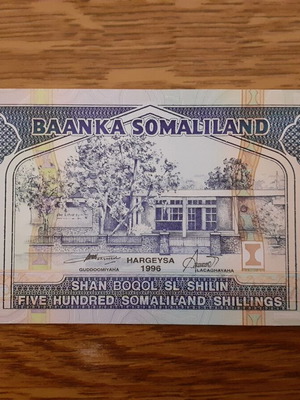 BAANKA SOMALILAND
HARGEYSA
GUDDOOMIYAHA 1996 LACAGHAYAHA
SHAN BOQOL SL SHILIN
FIVE HUNDRED SOMALILAND SHILLINGS